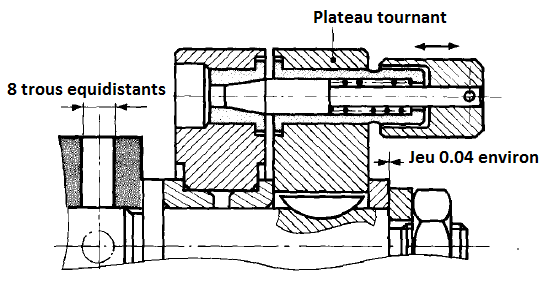 Plateau tournant
8 trous equidistants
Jeu 0.04 environ